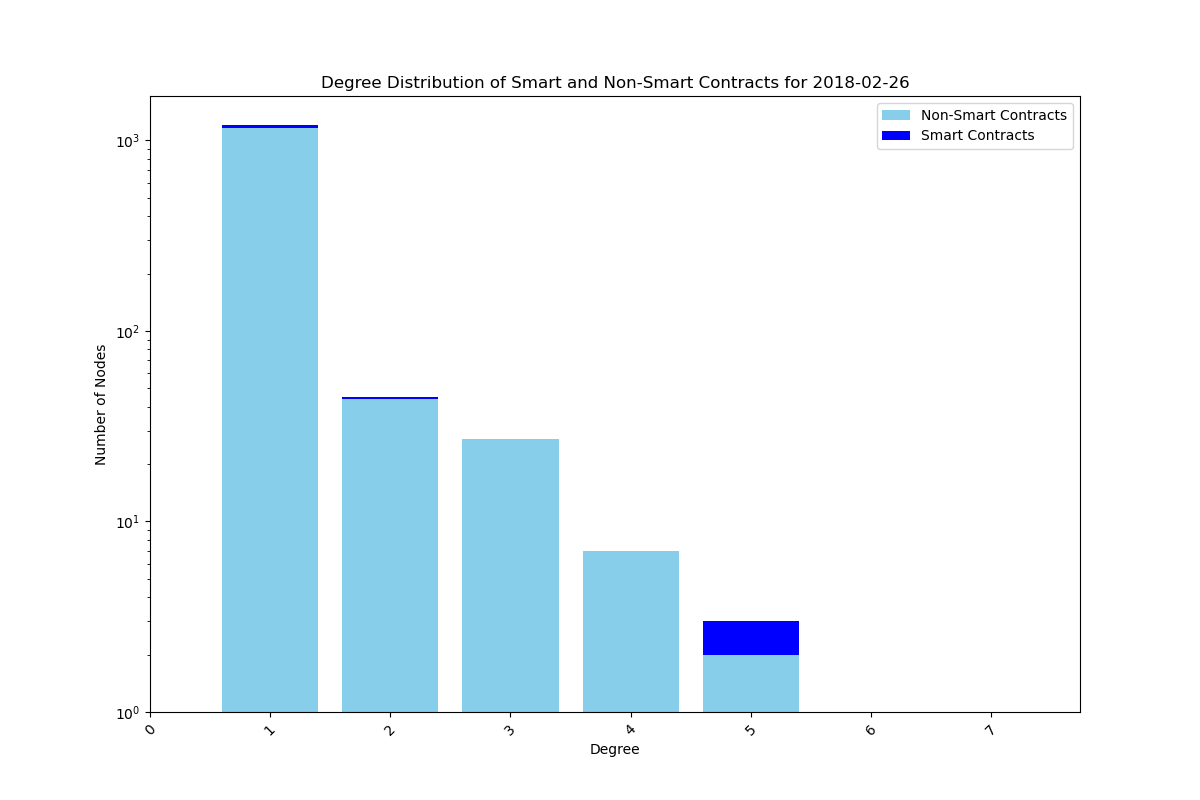 Degree Distribution of Smart and Non-Smart Contracts for 2018-02-26
Non-Smart Contracts
Smart Contracts
Number of Nodes
10³
10²
10¹
10⁰
0 1 2 3 4 5 6 7
Degree